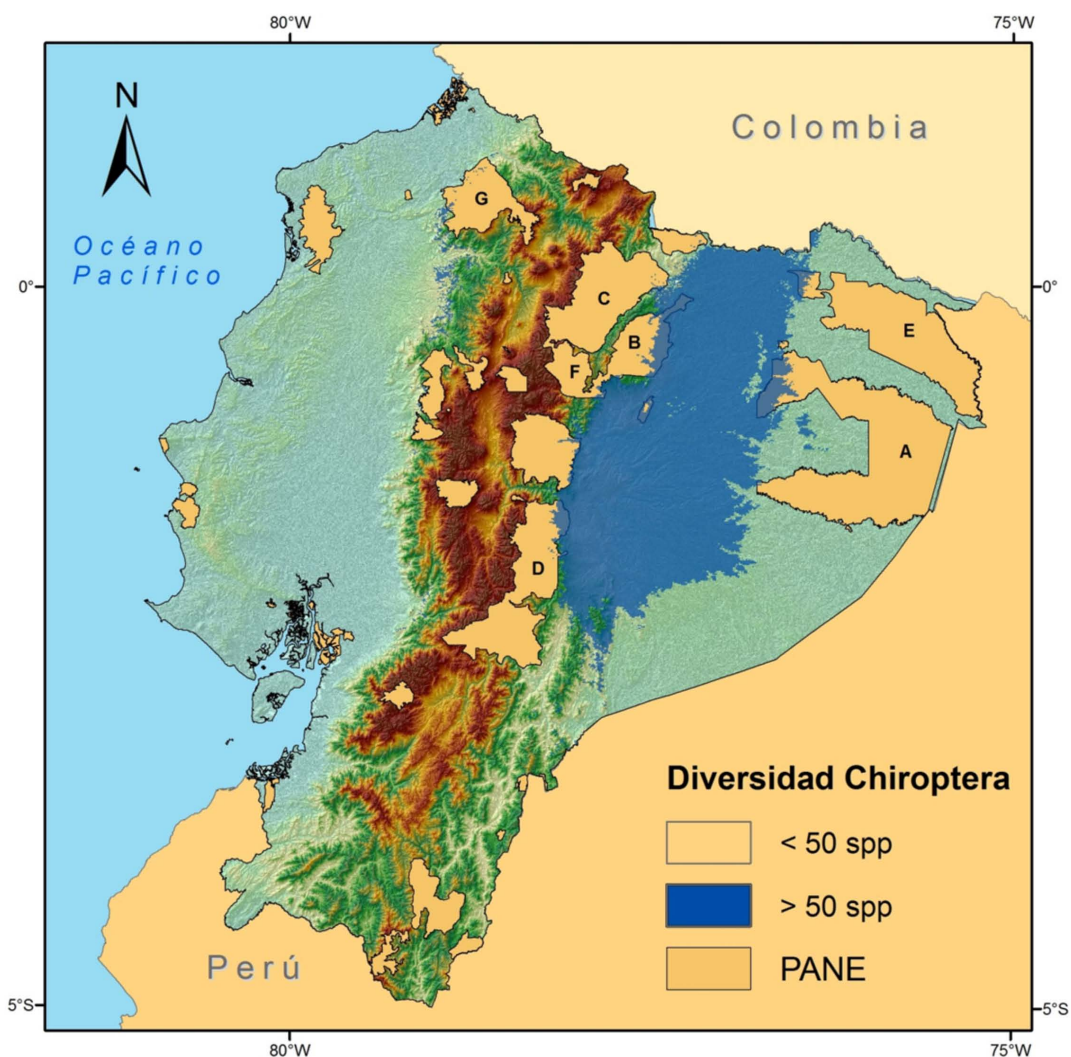 80°W
75°W
N
Colombia
G
Océano
Pacífico
0°
0°
C
E
B
F
A
D
Diversidad Chiroptera
< 50 spp
> 50 spp
PANE
Perú
5°S
5°S
80°W
75°W